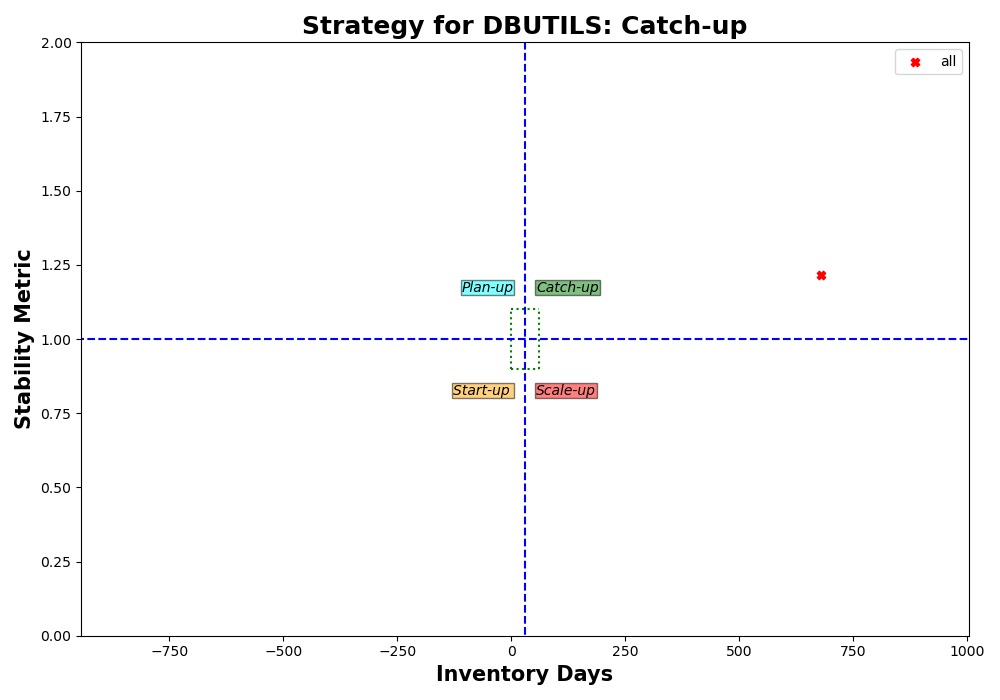 Strategy for DBUTILS: Catch-up
2.00
all
1.75
1.50
1.25
Plan-up
Catch-up
1.00
Start-up
Scale-up
0.75
0.50
0.25
0.00
Stability Metric
−750
−500
−250
0
250
500
750
1000
Inventory Days